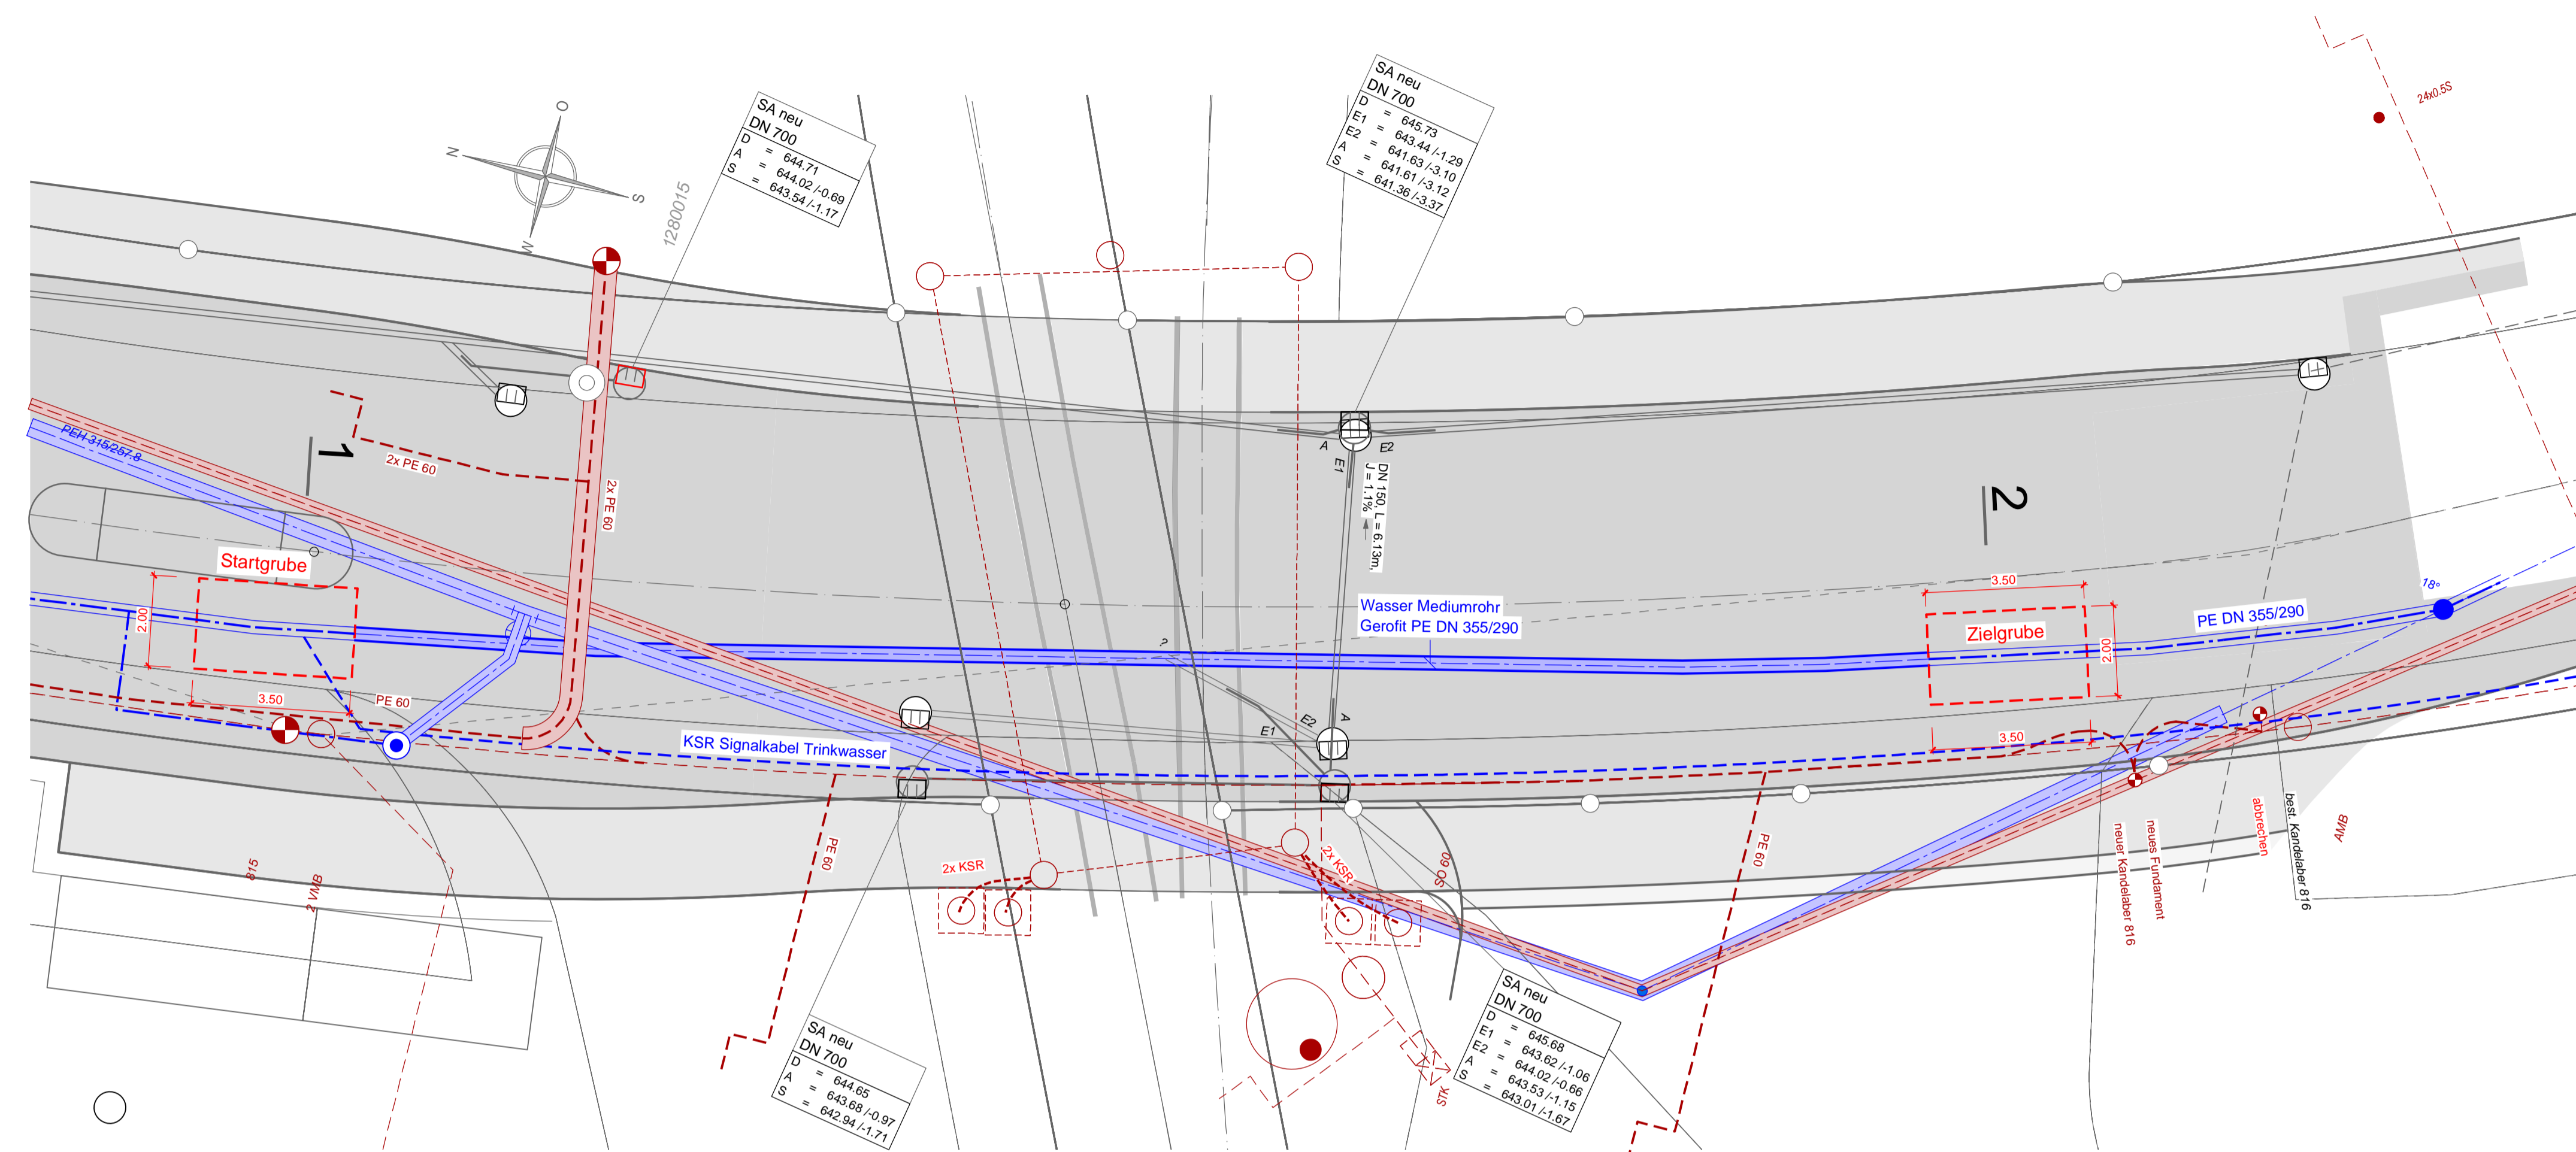 24x0.5S
O
N
S
W
1280015
SA neu
DN 700
D = 644.71
A = 644.02 /-0.69
S = 643.54 /-1.17
SA neu
DN 700
D = 645.73
E1 = 643.44 /-1.29
E2 = 641.63 /-3.10
A = 641.61 /-3.12
S = 641.36 /-3.37
PEH 315/257.8
1
2x PE 60
2x PE 60
A
E2
E1
DN 150, L = 6.13m,
J = 1.1%
2
Startgrube
2.00
3.50
PE 60
Wasser Mediumrohr
Gerofit PE DN 355/290
?
3.50
Zielgrube
2.00
3.50
PE DN 355/290
18°
KSR Signalkabel Trinkwasser
E1
E2
A
PE 60
PE 60
2x KSR
2x KSR
SO 60
815
2 VMB
neuer Kandelaber 816
neues Fundament
abbrechen
best. Kandelaber 816
AMB
SA neu
DN 700
D = 644.65
A = 643.68 /-0.97
S = 642.94 /-1.71
SA neu
DN 700
D = 645.68
E1 = 643.62 /-1.06
E2 = 644.02 /-0.66
A = 643.53 /-1.15
S = 643.01 /-1.67
STK